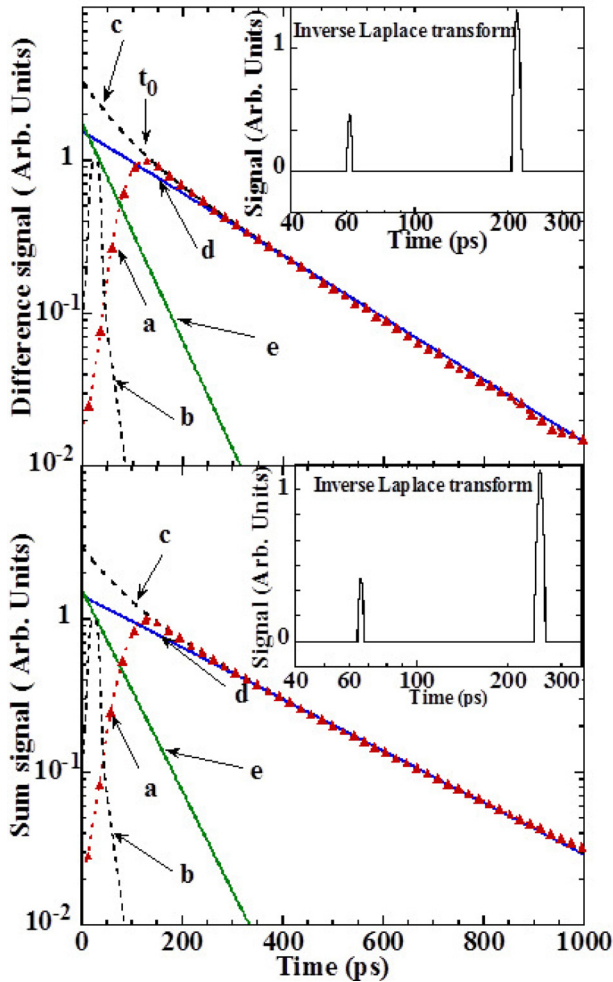 c
t0
Inverse Laplace transform
1
0
Signal (Arb. Units)
40 60 100 200 300
Time (ps)
1
10-1
10-2
Difference signal ( Arb. Units)
d
a
e
b
c
Inverse Laplace transform
1
0
Signal (Arb. Units)
40 60 100 200 300
Time (ps)
1
10-1
10-2
Sum signal ( Arb. Units)
d
a
e
b
0 200 400 600 800 1000
Time (ps)